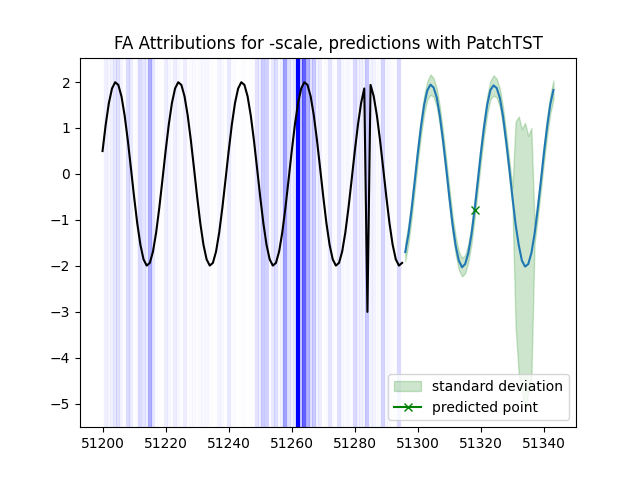 FA Attributions for -scale, predictions with PatchTST
2
1
0
−1
−2
−3
−4
−5
standard deviation
predicted point
51200 51220 51240 51260 51280 51300 51320 51340